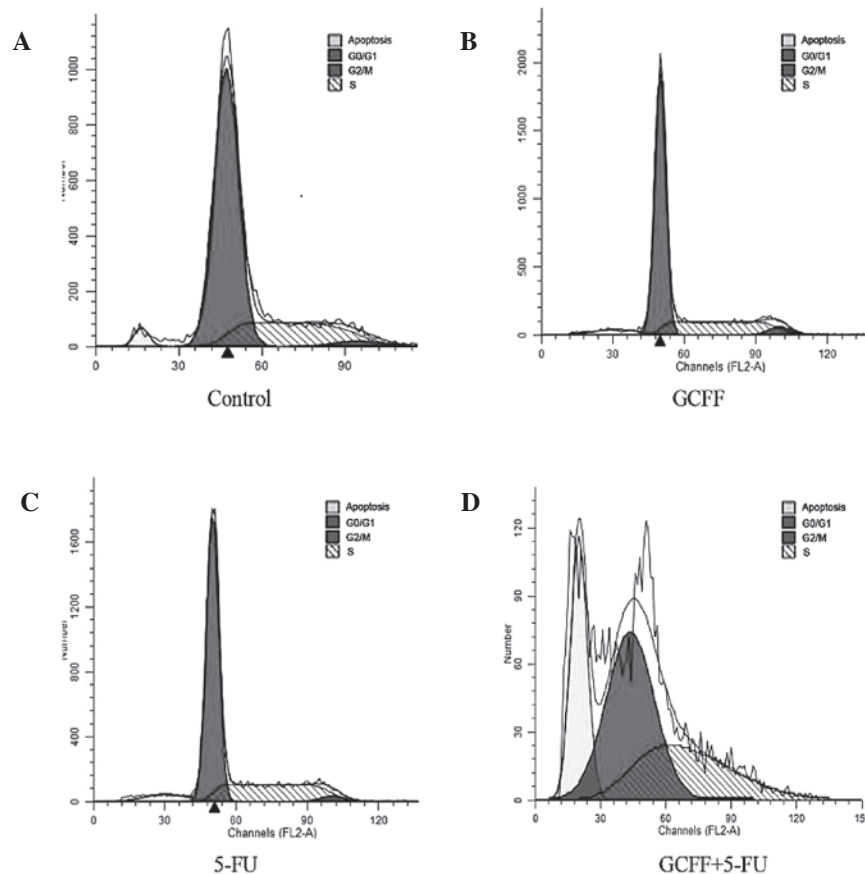 A
Apoptosis
G0/G1
G2/M
S
1000
800
600
400
200
0
0 30 60 90
Control
B
Apoptosis
G0/G1
G2/M
S
2000
1500
1000
500
0
Number
0 30 60 90 120
Channels (FL2-A)
GCFF
C
Apoptosis
G0/G1
G2/M
S
1600
1200
800
400
0
Number
0 30 60 90 120
Channels (FL2-A)
5-FU
D
Apoptosis
G0/G1
G2/M
S
120
90
60
30
0
Number
0 30 60 90 120 150
Channels (FL2-A)
GCFF+5-FU